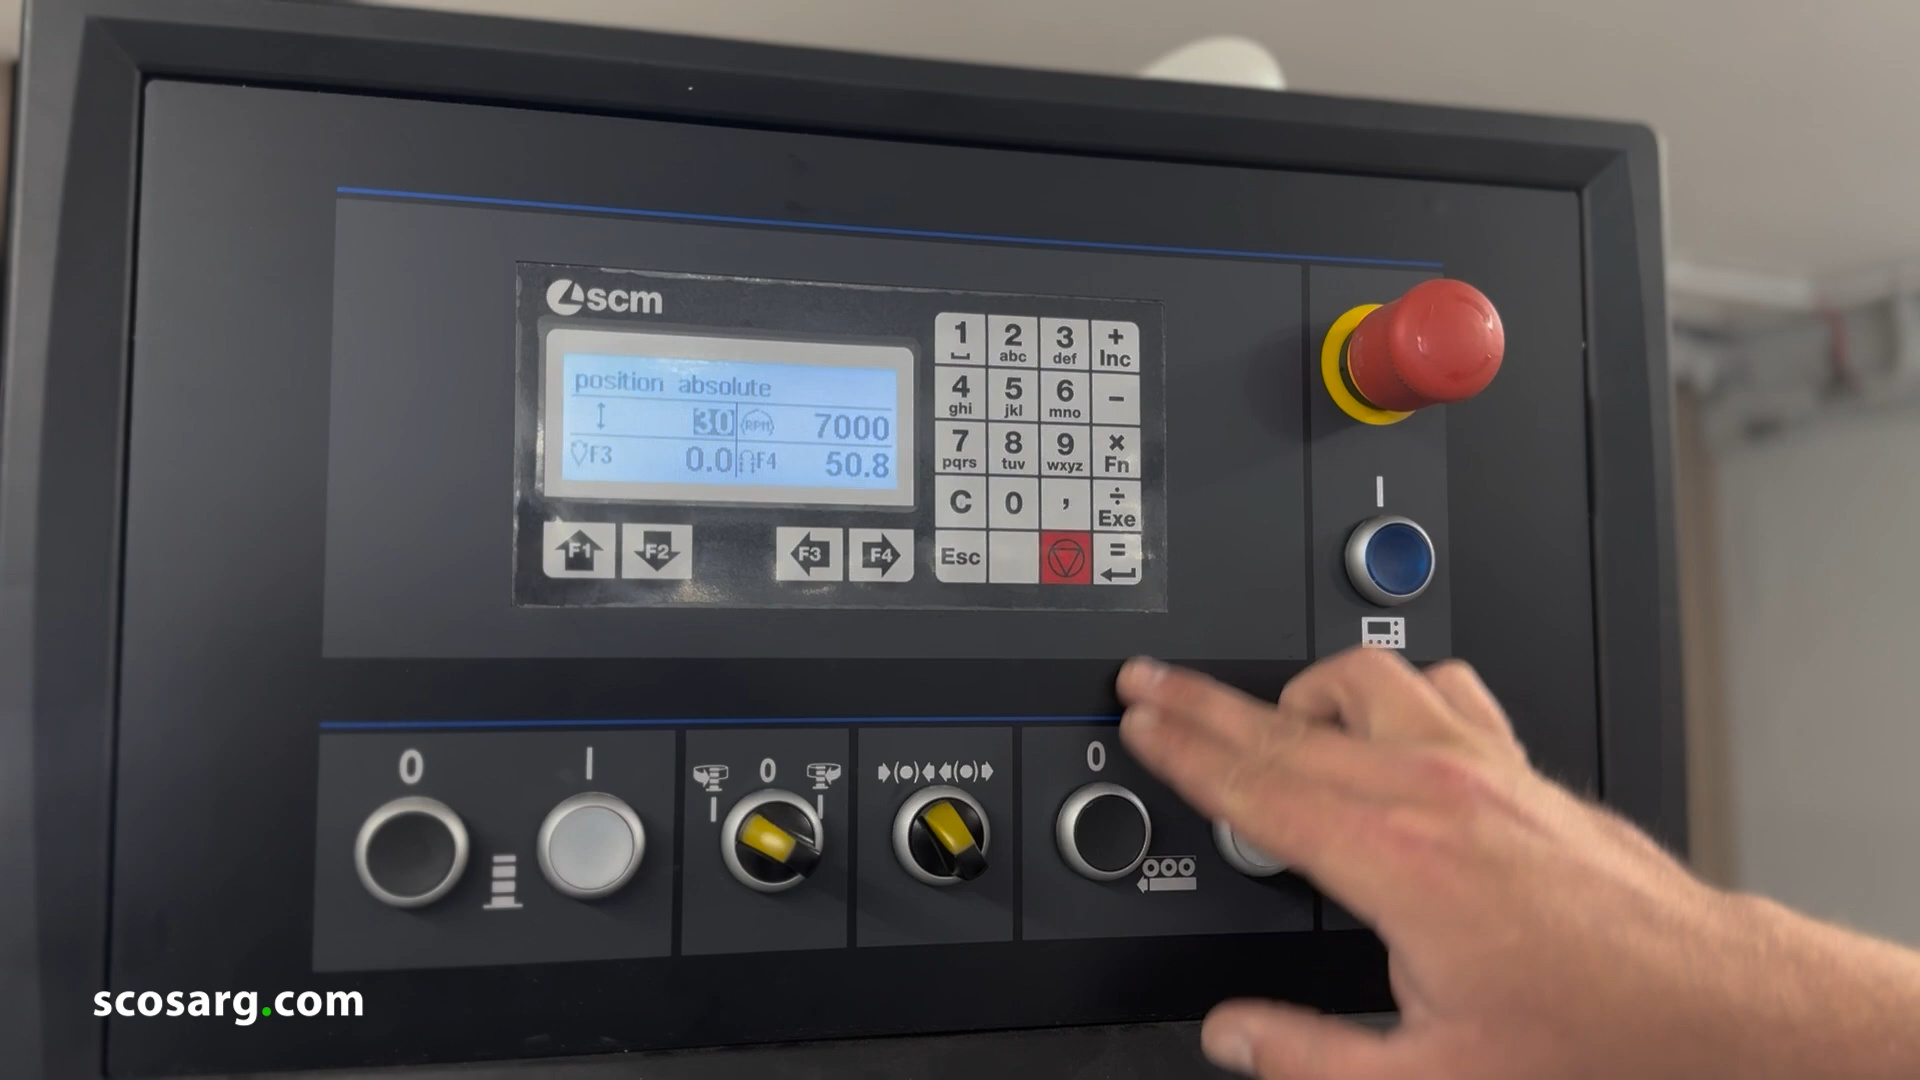 scm
position absolute
30 RPM 7000
F3 0.0 F4 50.8
F1 F2 F3 F4
1 2 3 +
abc def Inc
4 5 6 -
ghi jkl mno
7 8 9 ×
pqrs tuv wxyz Fn
C 0 , ÷
Exe
Esc =
0 I 0 0
I I
I
scosarg.com